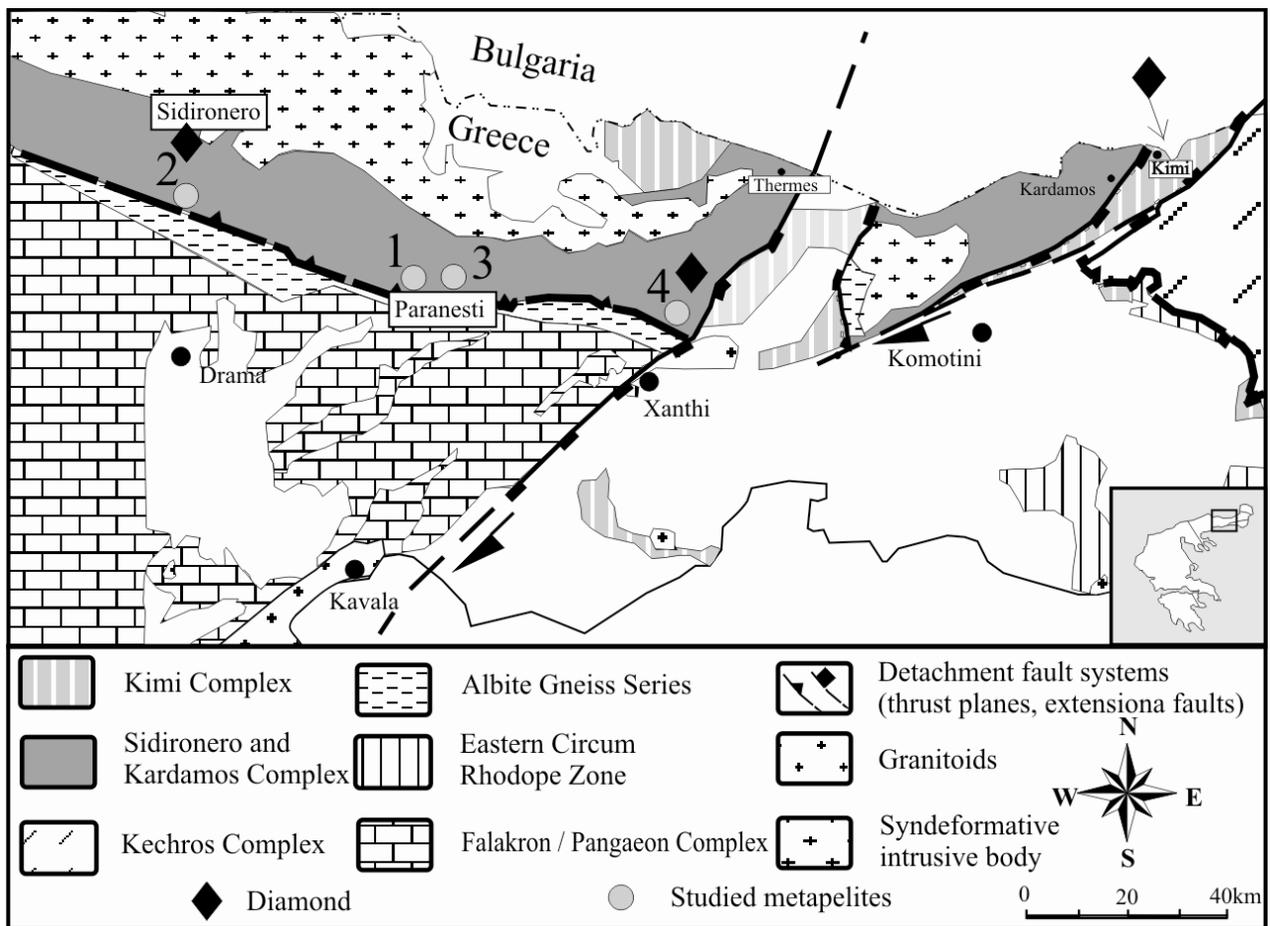 Bulgaria
Greece
Sidironero
2
Thermes
Kimi
Kardamos
1
3
4
Paranesti
Drama
Xanthi
Komotini
Kavala
Kimi Complex
Sidironero and
Kardamos Complex
Kechros Complex
Albite Gneiss Series
Eastern Circum
Rhodope Zone
Falakron / Pangaeon Complex
Detachment fault systems
(thrust planes, extensiona faults)
Granitoids
Syndeformative
intrusive body
N
W
E
S
Diamond
Studied metapelites
0
20
40km